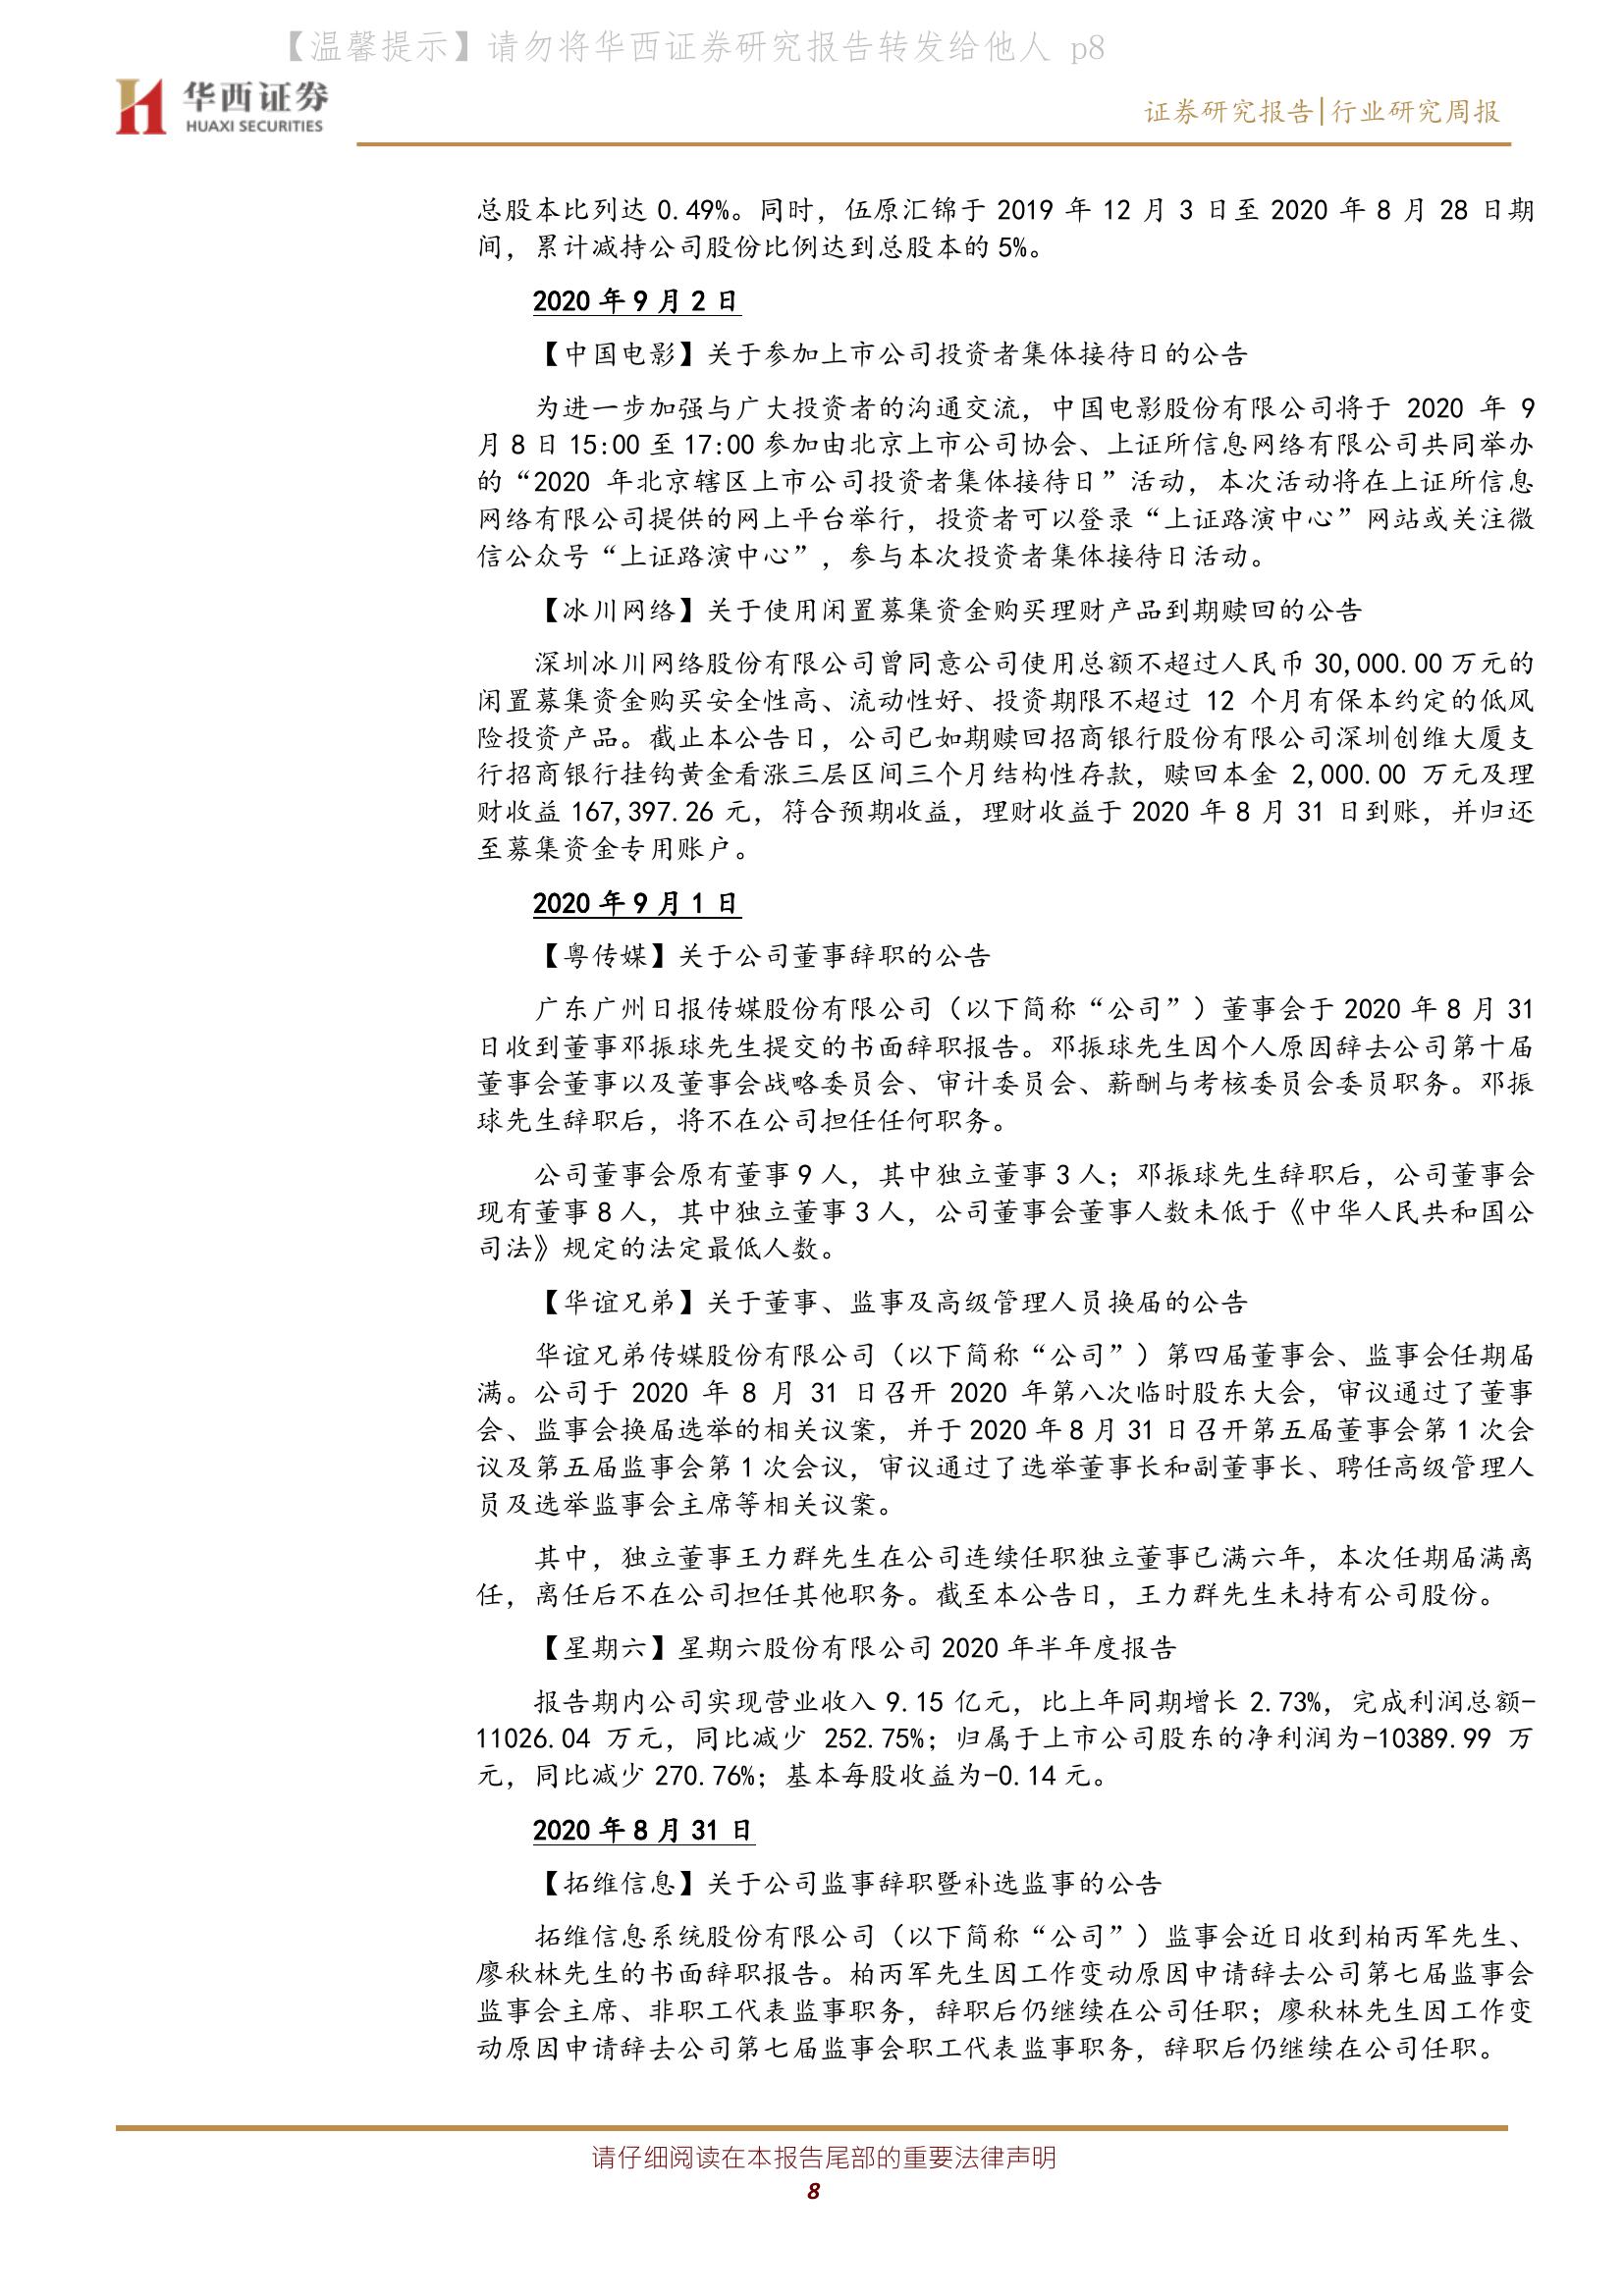 【温馨提示】请勿将华西证券研究报告转发给他人 p8
华西证券
HUAXI SECURITIES
证券研究报告|行业研究周报
总股本比列达 0.49%。同时，伍原汇锦于 2019 年 12 月 3 日至 2020 年 8 月 28 日期
间，累计减持公司股份比例达到总股本的 5%。
2020 年 9 月 2 日
【中国电影】关于参加上市公司投资者集体接待日的公告
为进一步加强与广大投资者的沟通交流，中国电影股份有限公司将于 2020 年 9
月 8 日 15:00 至 17:00 参加由北京上市公司协会、上证所信息网络有限公司共同举办
的“2020 年北京辖区上市公司投资者集体接待日”活动，本次活动将在上证所信息
网络有限公司提供的网上平台举行，投资者可以登录“上证路演中心”网站或关注微
信公众号“上证路演中心”，参与本次投资者集体接待日活动。
【冰川网络】关于使用闲置募集资金购买理财产品到期赎回的公告
深圳冰川网络股份有限公司曾同意公司使用总额不超过人民币 30,000.00 万元的
闲置募集资金购买安全性高、流动性好、投资期限不超过 12 个月有保本约定的低风
险投资产品。截止本公告日，公司已如期赎回招商银行股份有限公司深圳创维大厦支
行招商银行挂钩黄金看涨三层区间三个月结构性存款，赎回本金 2,000.00 万元及理
财收益 167,397.26 元，符合预期收益，理财收益于 2020 年 8 月 31 日到账，并归还
至募集资金专用账户。
2020 年 9 月 1 日
【粤传媒】关于公司董事辞职的公告
广东广州日报传媒股份有限公司（以下简称“公司”）董事会于 2020 年 8 月 31
日收到董事邓振球先生提交的书面辞职报告。邓振球先生因个人原因辞去公司第十届
董事会董事以及董事会战略委员会、审计委员会、薪酬与考核委员会委员职务。邓振
球先生辞职后，将不在公司担任任何职务。
公司董事会原有董事 9 人，其中独立董事 3 人；邓振球先生辞职后，公司董事会
现有董事 8 人，其中独立董事 3 人，公司董事会董事人数未低于《中华人民共和国公
司法》规定的法定最低人数。
【华谊兄弟】关于董事、监事及高级管理人员换届的公告
华谊兄弟传媒股份有限公司（以下简称“公司”）第四届董事会、监事会任期届
满。公司于 2020 年 8 月 31 日召开 2020 年第八次临时股东大会，审议通过了董事
会、监事会换届选举的相关议案，并于 2020 年 8 月 31 日召开第五届董事会第 1 次会
议及第五届监事会第 1 次会议，审议通过了选举董事长和副董事长、聘任高级管理人
员及选举监事会主席等相关议案。
其中，独立董事王力群先生在公司连续任职独立董事已满六年，本次任期届满离
任，离任后不在公司担任其他职务。截至本公告日，王力群先生未持有公司股份。
【星期六】星期六股份有限公司 2020 年半年度报告
报告期内公司实现营业收入 9.15 亿元，比上年同期增长 2.73%，完成利润总额-
11026.04 万元，同比减少 252.75%；归属于上市公司股东的净利润为-10389.99 万
元，同比减少 270.76%；基本每股收益为-0.14 元。
2020 年 8 月 31 日
【拓维信息】关于公司监事辞职暨补选监事的公告
拓维信息系统股份有限公司（以下简称“公司”）监事会近日收到柏丙军先生、
廖秋林先生的书面辞职报告。柏丙军先生因工作变动原因申请辞去公司第七届监事会
监事会主席、非职工代表监事职务，辞职后仍继续在公司任职；廖秋林先生因工作变
动原因申请辞去公司第七届监事会职工代表监事职务，辞职后仍继续在公司任职。
请仔细阅读在本报告尾部的重要法律声明
8